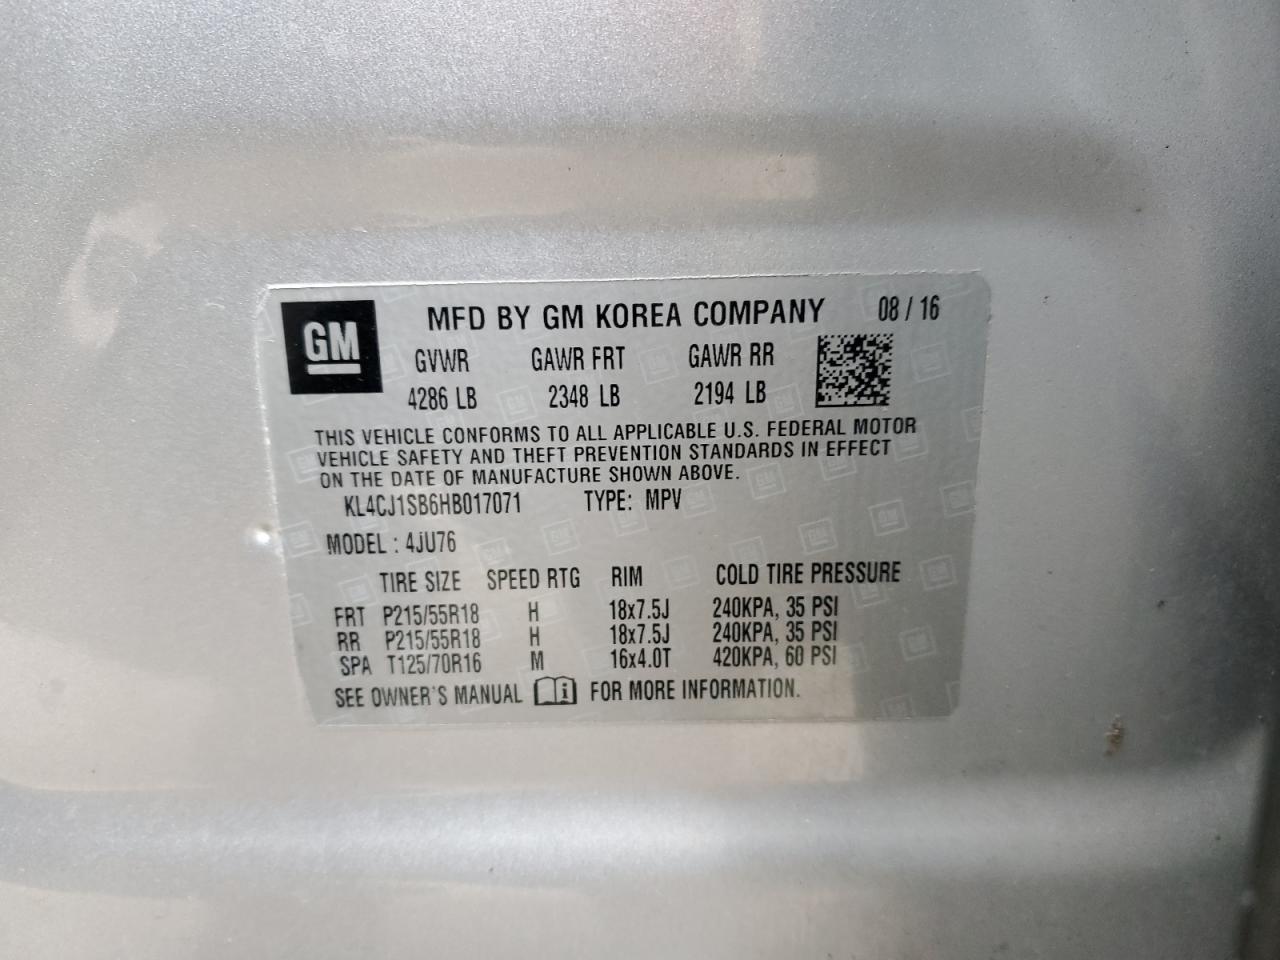 GM
MFD BY GM KOREA COMPANY 08 / 16
GVWR GAWR FRT GAWR RR
4286 LB 2348 LB 2194 LB
THIS VEHICLE CONFORMS TO ALL APPLICABLE U.S. FEDERAL MOTOR
VEHICLE SAFETY AND THEFT PREVENTION STANDARDS IN EFFECT
ON THE DATE OF MANUFACTURE SHOWN ABOVE.
KL4CJ1SB6HB017071 TYPE: MPV
MODEL : 4JU76
TIRE SIZE SPEED RTG RIM COLD TIRE PRESSURE
FRT P215/55R18 H 18x7.5J 240KPA, 35 PSI
RR P215/55R18 H 18x7.5J 240KPA, 35 PSI
SPA T125/70R16 M 16x4.0T 420KPA, 60 PSI
SEE OWNER'S MANUAL i FOR MORE INFORMATION.